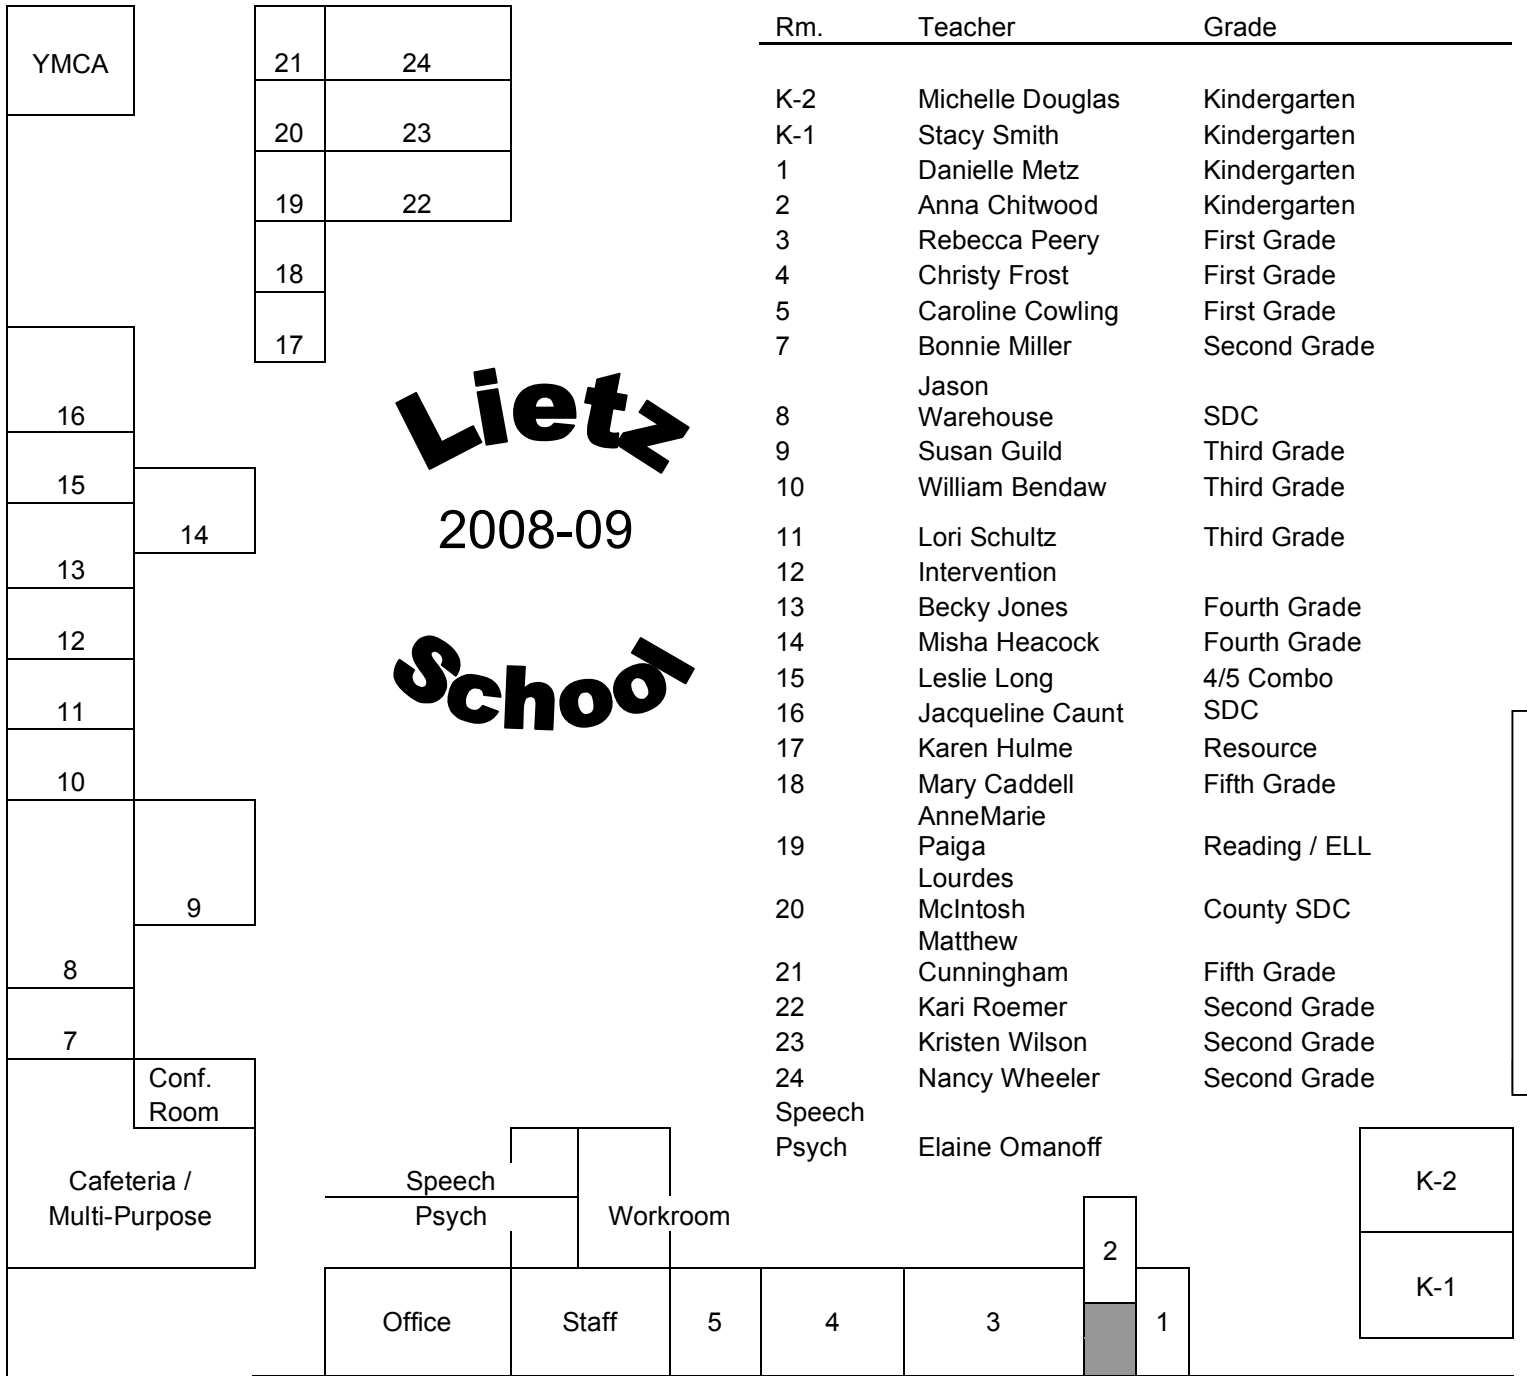 YMCA
21 24
20 23
19 22
18
17
16
15
14
13
12
11
10
9
8
7
Conf.
Room
Cafeteria /
Multi-Purpose
Lietz
2008-09
School
Rm. Teacher Grade
K-2 Michelle Douglas Kindergarten
K-1 Stacy Smith Kindergarten
1 Danielle Metz Kindergarten
2 Anna Chitwood Kindergarten
3 Rebecca Peery First Grade
4 Christy Frost First Grade
5 Caroline Cowling First Grade
7 Bonnie Miller Second Grade
Jason
8 Warehouse SDC
9 Susan Guild Third Grade
10 William Bendaw Third Grade
11 Lori Schultz Third Grade
12 Intervention
13 Becky Jones Fourth Grade
14 Misha Heacock Fourth Grade
15 Leslie Long 4/5 Combo
16 Jacqueline Caunt SDC
17 Karen Hulme Resource
18 Mary Caddell Fifth Grade
AnneMarie
19 Paiga Reading / ELL
Lourdes
20 McIntosh County SDC
Matthew
21 Cunningham Fifth Grade
22 Kari Roemer Second Grade
23 Kristen Wilson Second Grade
24 Nancy Wheeler Second Grade
Speech
Psych Elaine Omanoff
Speech
Psych Workroom
K-2
2
K-1
Office Staff 5 4 3 1